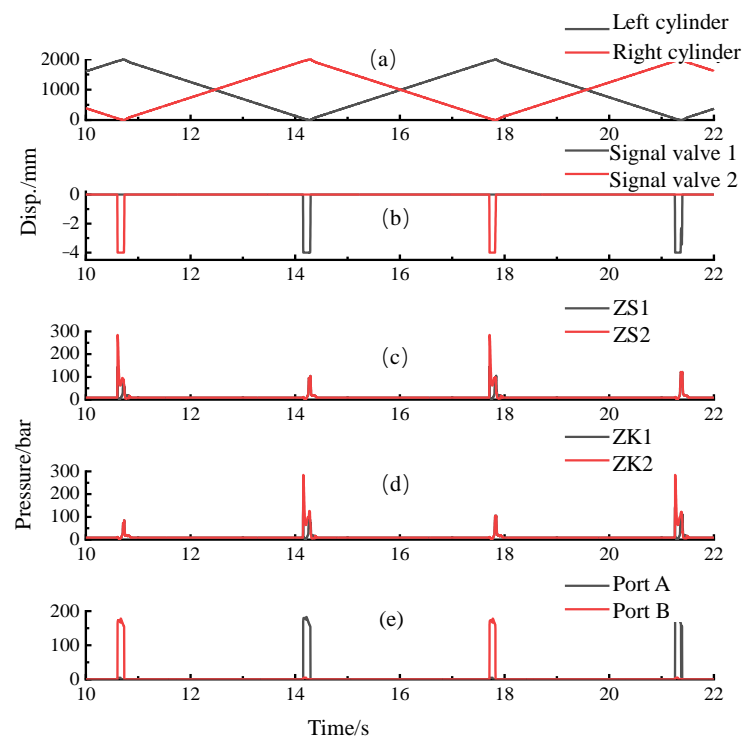 Left cylinder
Right cylinder
(a)
2000
1000
0
10 12 14 16 18 20 22
Signal valve 1
Signal valve 2
Disp./mm
(b)
0
−2
−4
10 12 14 16 18 20 22
ZS1
ZS2
(c)
300
200
100
0
10 12 14 16 18 20 22
ZK1
ZK2
Pressure/bar
(d)
300
200
100
0
10 12 14 16 18 20 22
Port A
Port B
(e)
200
100
0
10 12 14 16 18 20 22
Time/s